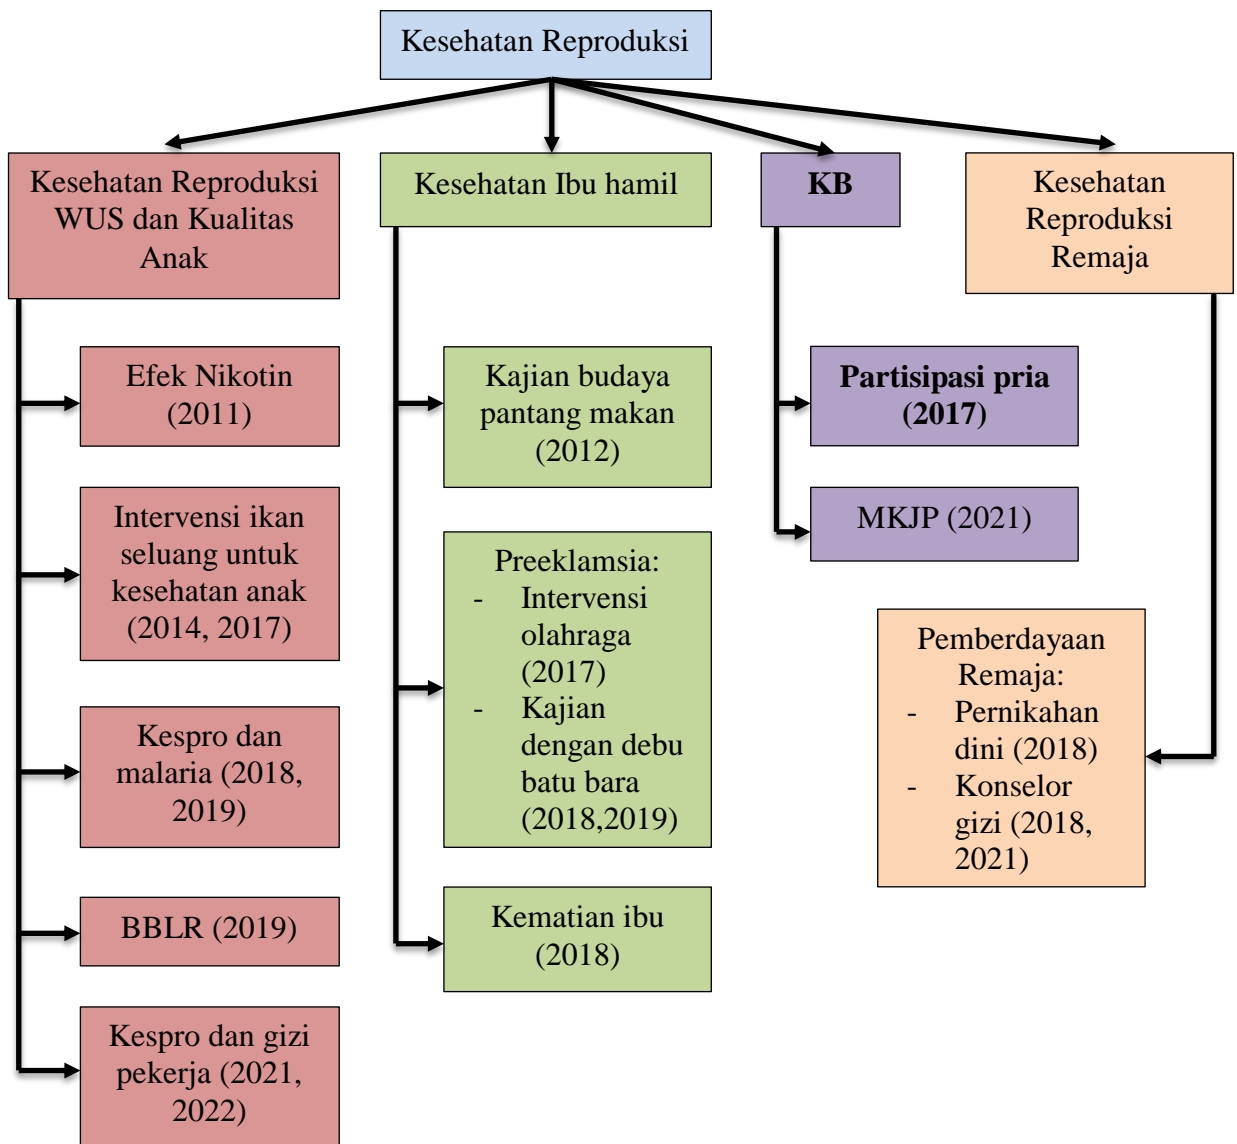 Kesehatan Reproduksi
Kesehatan Reproduksi
WUS dan Kualitas
Anak
Efek Nikotin
(2011)
Intervensi ikan
seluang untuk
kesehatan anak
(2014, 2017)
Kespro dan
malaria (2018,
2019)
BBLR (2019)
Kespro dan gizi
pekerja (2021,
2022)
Kesehatan Ibu hamil
Kajian budaya
pantang makan
(2012)
Preeklamsia:
- Intervensi
olahraga
(2017)
- Kajian
dengan debu
batu bara
(2018,2019)
Kematian ibu
(2018)
KB
Partisipasi pria
(2017)
MKJP (2021)
Kesehatan
Reproduksi
Remaja
Pemberdayaan
Remaja:
- Pernikahan
dini (2018)
- Konselor
gizi (2018,
2021)